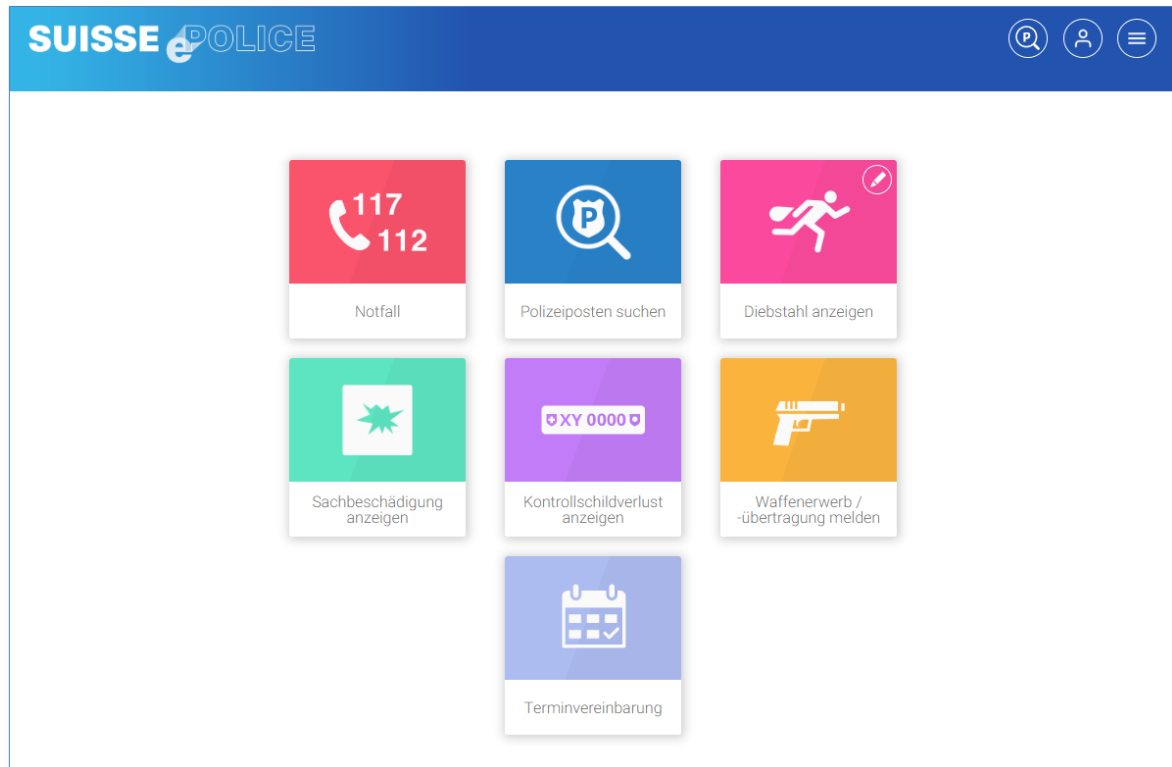 SUISSE ePOLICE
P
117
112
P
Notfall
Polizeiposten suchen
Diebstahl anzeigen
XY 0000
Sachbeschädigung
anzeigen
Kontrollschildverlust
anzeigen
Waffenerwerb /
-übertragung melden
Terminvereinbarung